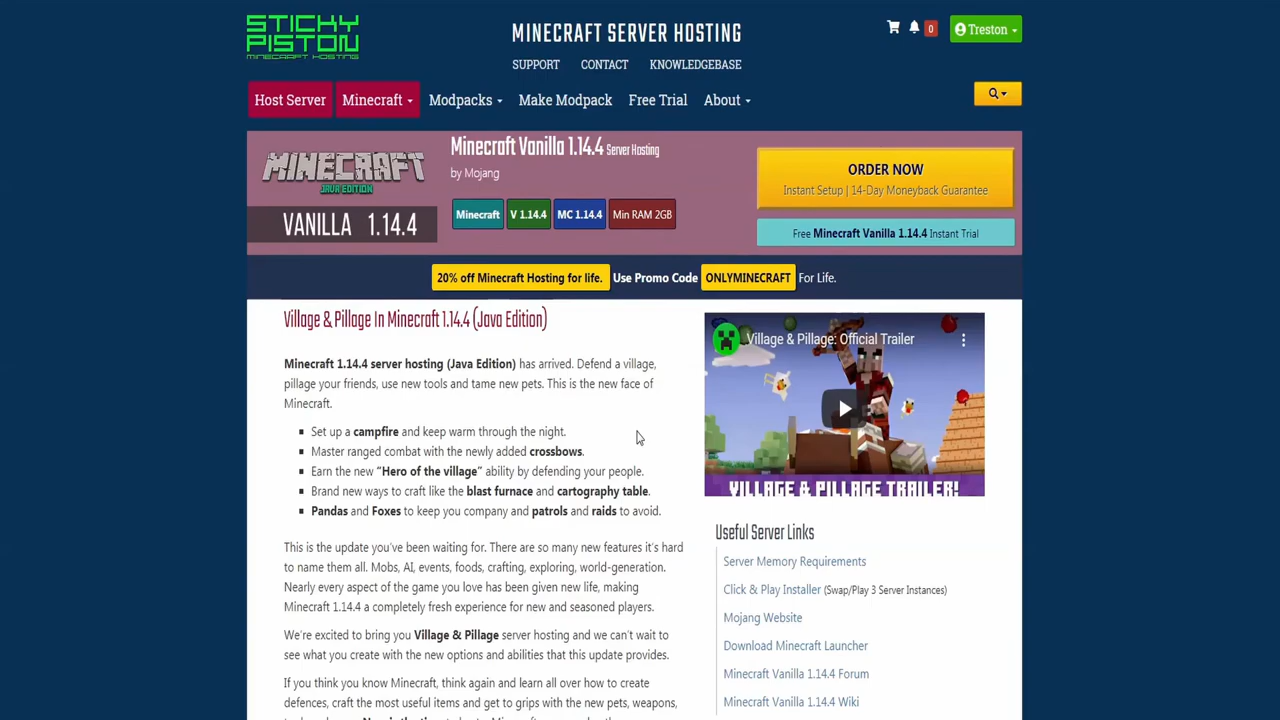 STICKY
PISTON
MINECRAFT HOSTING
MINECRAFT SERVER HOSTING
SUPPORT CONTACT KNOWLEDGEBASE
0
Treston
Host Server Minecraft Modpacks Make Modpack Free Trial About
MINECRAFT
JAVA EDITION
VANILLA 1.14.4
Minecraft Vanilla 1.14.4 Server Hosting
by Mojang
Minecraft V 1.14.4 MC 1.14.4 Min RAM 2GB
ORDER NOW
Instant Setup | 14-Day Moneyback Guarantee
Free Minecraft Vanilla 1.14.4 Instant Trial
20% off Minecraft Hosting for life. Use Promo Code ONLYMINECRAFT For Life.
Village & Pillage In Minecraft 1.14.4 (Java Edition)
Minecraft 1.14.4 server hosting (Java Edition) has arrived. Defend a village,
pillage your friends, use new tools and tame new pets. This is the new face of
Minecraft.
Set up a campfire and keep warm through the night.
Master ranged combat with the newly added crossbows.
Earn the new “Hero of the village” ability by defending your people.
Brand new ways to craft like the blast furnace and cartography table.
Pandas and Foxes to keep you company and patrols and raids to avoid.
This is the update you’ve been waiting for. There are so many new features it’s hard
to name them all. Mobs, AI, events, foods, crafting, exploring, world-generation.
Nearly every aspect of the game you love has been given new life, making
Minecraft 1.14.4 a completely fresh experience for new and seasoned players.
We’re excited to bring you Village & Pillage server hosting and we can’t wait to
see what you create with the new options and abilities that this update provides.
If you think you know Minecraft, think again and learn all over how to create
defences, craft the most useful items and get to grips with the new pets, weapons,
Village & Pillage: Official Trailer
VILLAGE & PILLAGE TRAILER!
Useful Server Links
Server Memory Requirements
Click & Play Installer (Swap/Play 3 Server Instances)
Mojang Website
Download Minecraft Launcher
Minecraft Vanilla 1.14.4 Forum
Minecraft Vanilla 1.14.4 Wiki